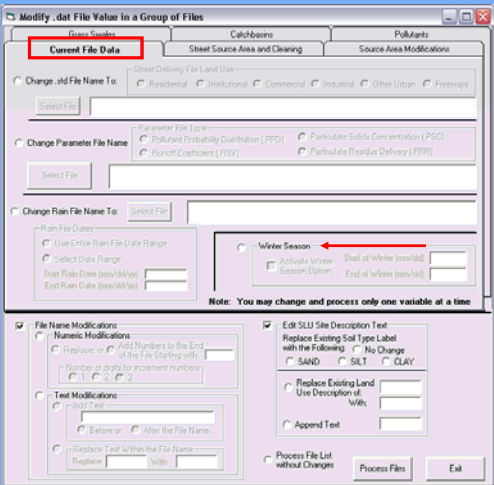 Modify .dat File Value in a Group of Files
Grass Swales
Catchbasins
Pollutants
Current File Data
Street Source Area and Cleaning
Source Area Modifications
Change .std File Name To:
Street Delivery File Land Use
Residential
Institutional
Commercial
Industrial
Other Urban
Freeways
Select File
Change Parameter File Name
Parameter File Type
Pollutant Probability Distribution (.PPD)
Particulate Solids Concentration (.PSC)
Runoff Coefficient (.RSV)
Particulate Residue Delivery (.PRR)
Select File
Change Rain File Name To:
Select File
Rain File Dates
Use Entire Rain File Date Range
Select Date Range
Start Rain Date (mm/dd/yy)
End Rain Date (mm/dd/yy)
Winter Season
Activate Winter
Season Option
Start of Winter (mm/dd)
End of Winter (mm/dd)
Note: You may change and process only one variable at a time
File Name Modifications
Numeric Modifications
Replace, or
Add Numbers to the End
of the File Starting with:
Number of digits for increment numbers
1
2
3
Text Modifications
Add Text
Before or
After the File Name
Replace Text Within the File Name
Replace
With
Edit SLU Site Description Text
Replace Existing Soil Type Label
with the Following:
No Change
SAND
SILT
CLAY
Replace Existing Land
Use Description of:
With:
Append Text
Process File List
without Changes
Process Files
Exit